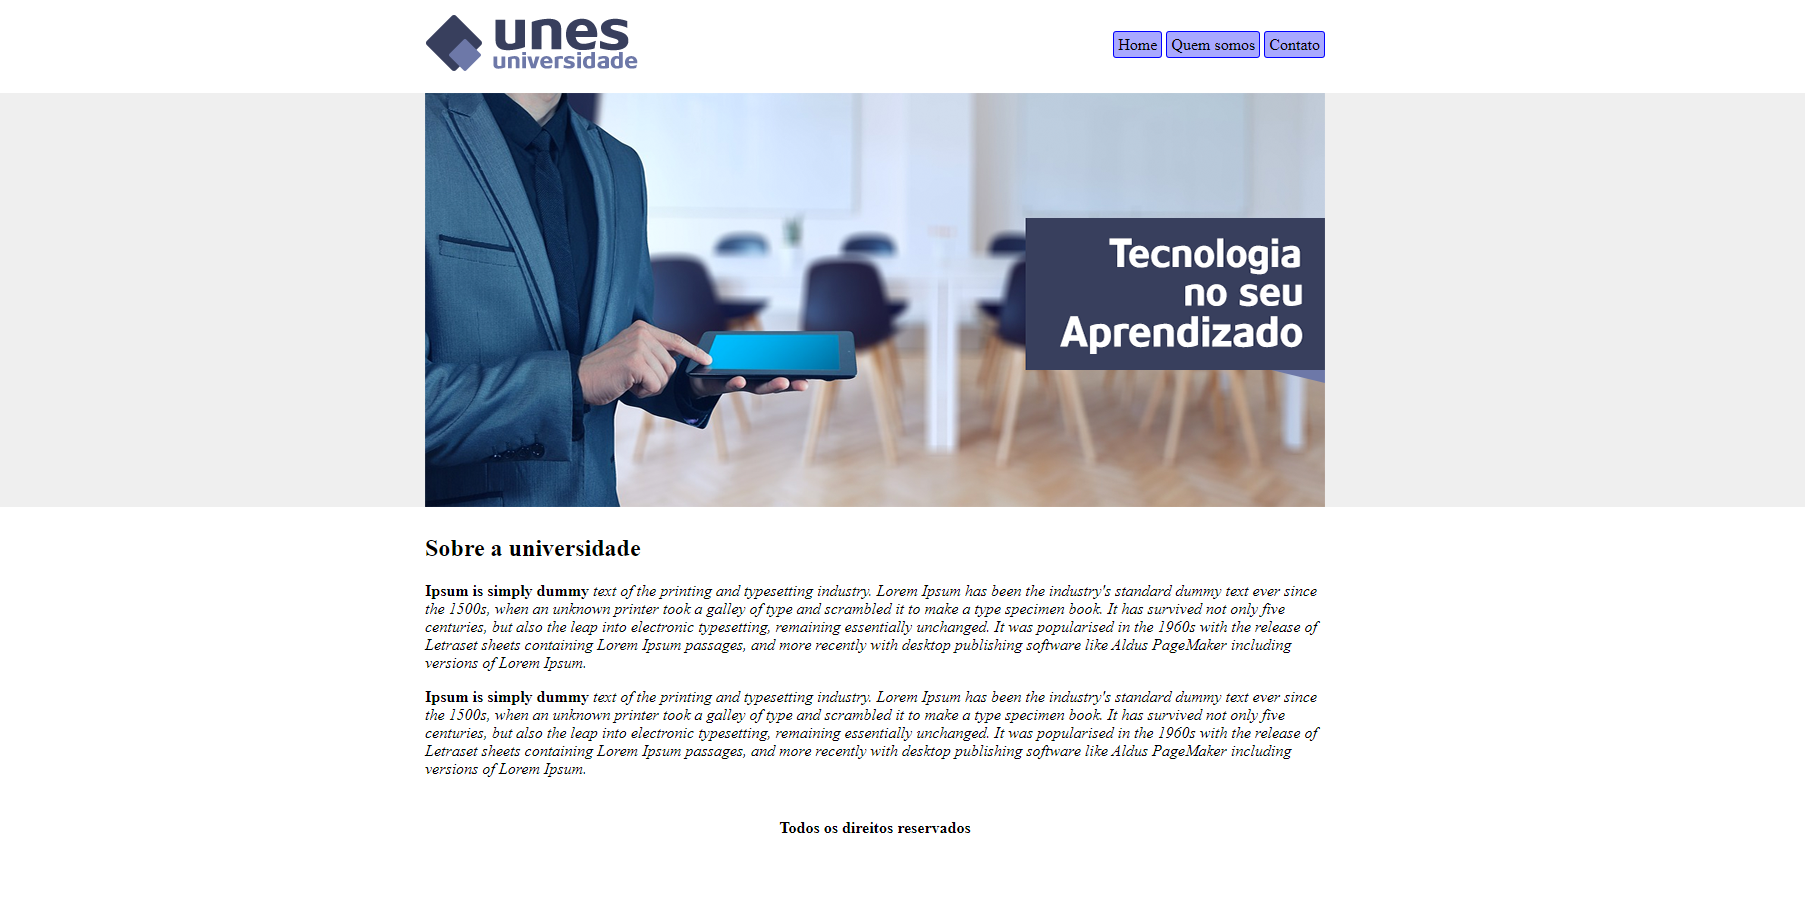 unes
universidade
Home Quem somos Contato
Tecnologia
no seu
Aprendizado
Sobre a universidade
Ipsum is simply dummy text of the printing and typesetting industry. Lorem Ipsum has been the industry's standard dummy text ever since
the 1500s, when an unknown printer took a galley of type and scrambled it to make a type specimen book. It has survived not only five
centuries, but also the leap into electronic typesetting, remaining essentially unchanged. It was popularised in the 1960s with the release of
Letraset sheets containing Lorem Ipsum passages, and more recently with desktop publishing software like Aldus PageMaker including
versions of Lorem Ipsum.
Ipsum is simply dummy text of the printing and typesetting industry. Lorem Ipsum has been the industry's standard dummy text ever since
the 1500s, when an unknown printer took a galley of type and scrambled it to make a type specimen book. It has survived not only five
centuries, but also the leap into electronic typesetting, remaining essentially unchanged. It was popularised in the 1960s with the release of
Letraset sheets containing Lorem Ipsum passages, and more recently with desktop publishing software like Aldus PageMaker including
versions of Lorem Ipsum.
Todos os direitos reservados